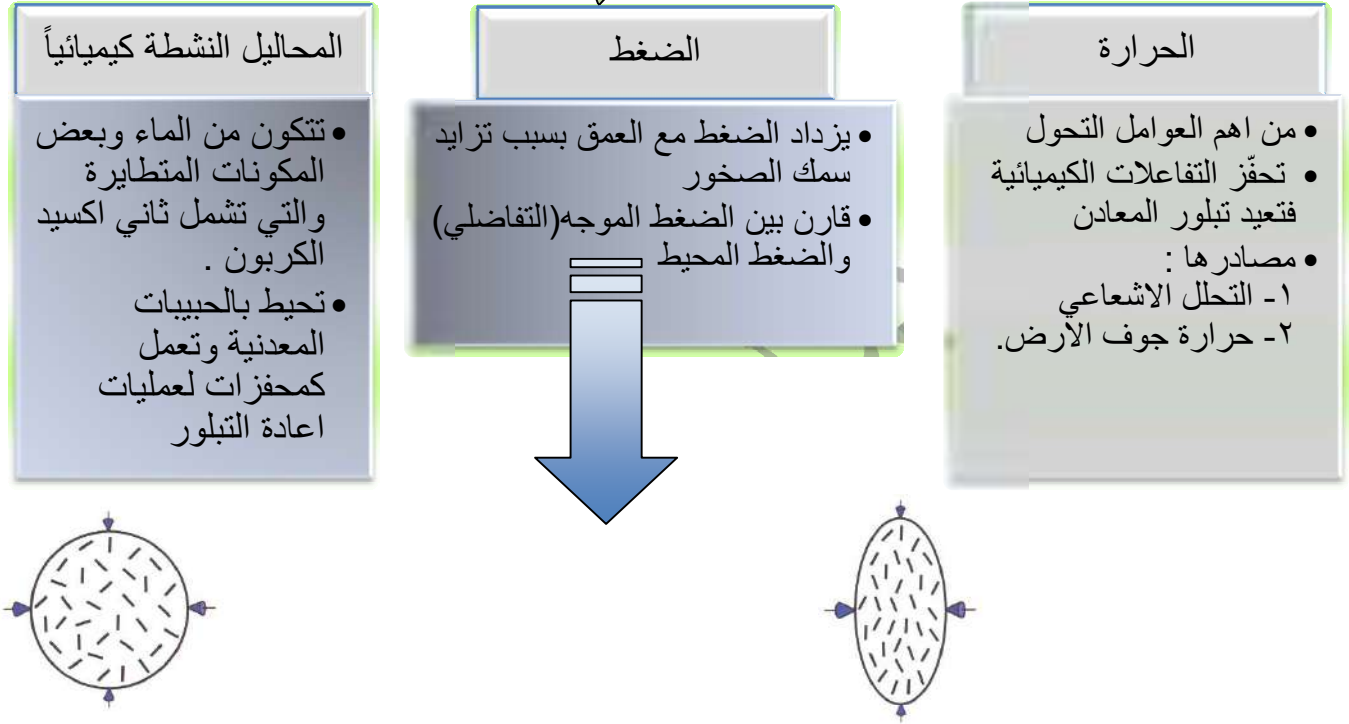 الحرارة
• من اهم العوامل التحول
• تحفّز التفاعلات الكيميائية
فتعيد تبلور المعادن
• مصادرها :
١- التحلل الاشعاعي
٢- حرارة جوف الارض.
الضغط
• يزداد الضغط مع العمق بسبب تزايد
سمك الصخور
• قارن بين الضغط الموجه(التفاضلي)
والضغط المحيط
المحاليل النشطة كيميائياً
• تتكون من الماء وبعض
المكونات المتطايرة
والتي تشمل ثاني اكسيد
الكربون .
• تحيط بالحبيبات
المعدنية وتعمل
كمحفزات لعمليات
اعادة التبلور